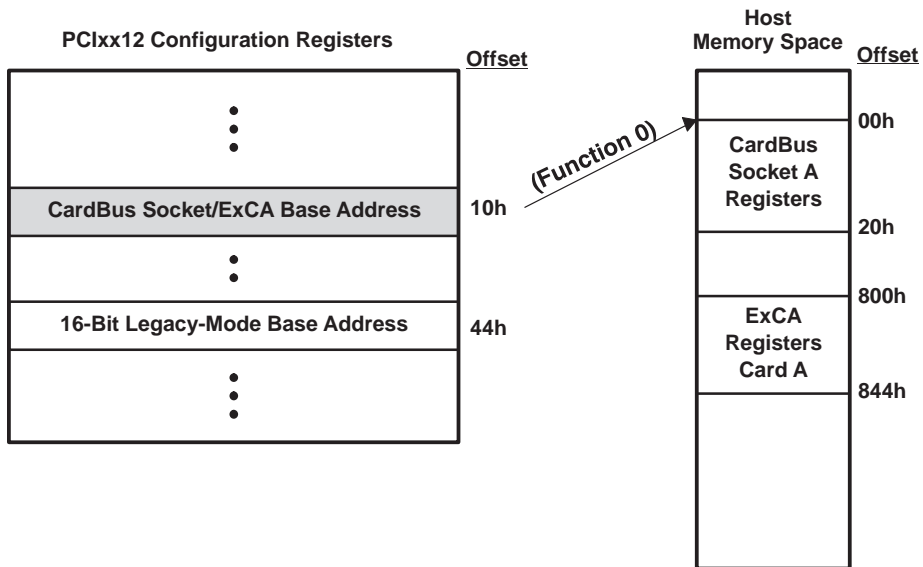 PCIxx12 Configuration Registers
Offset
CardBus Socket/ExCA Base Address
10h
16-Bit Legacy-Mode Base Address
44h
(Function 0)
Host
Memory Space
Offset
00h
CardBus
Socket A
Registers
20h
800h
ExCA
Registers
Card A
844h